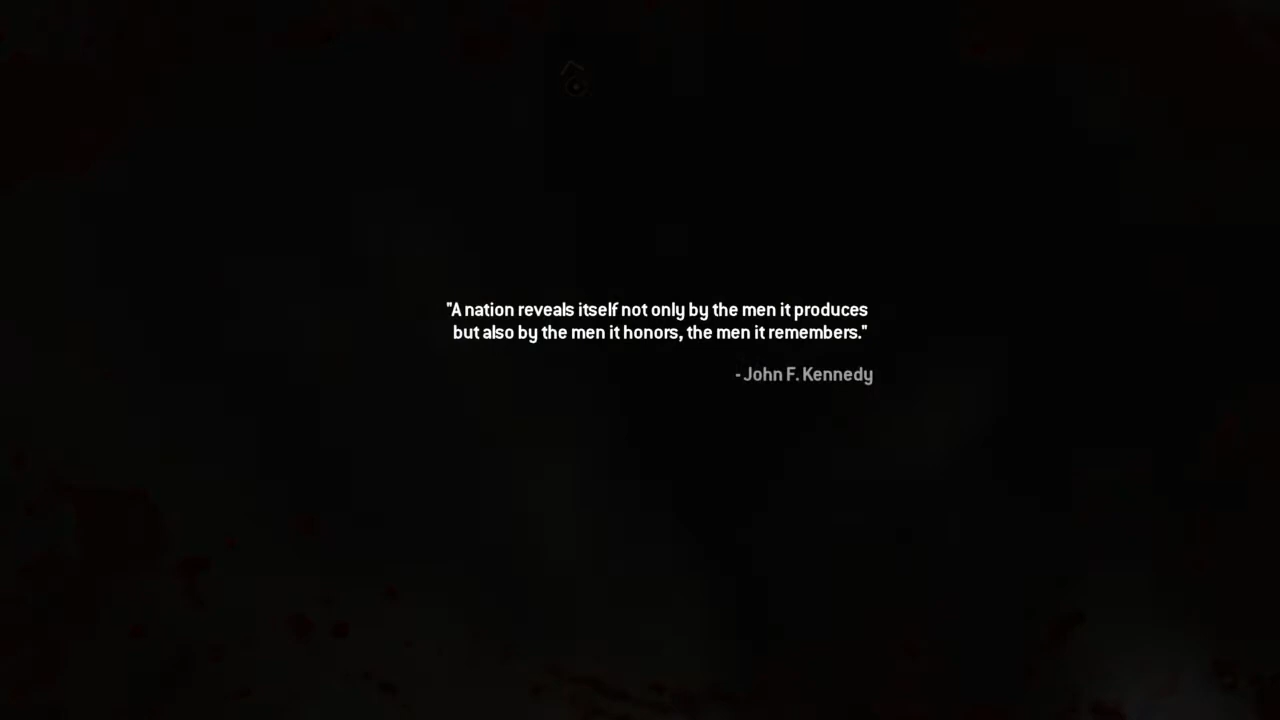 "A nation reveals itself not only by the men it produces
but also by the men it honors, the men it remembers."
- John F. Kennedy